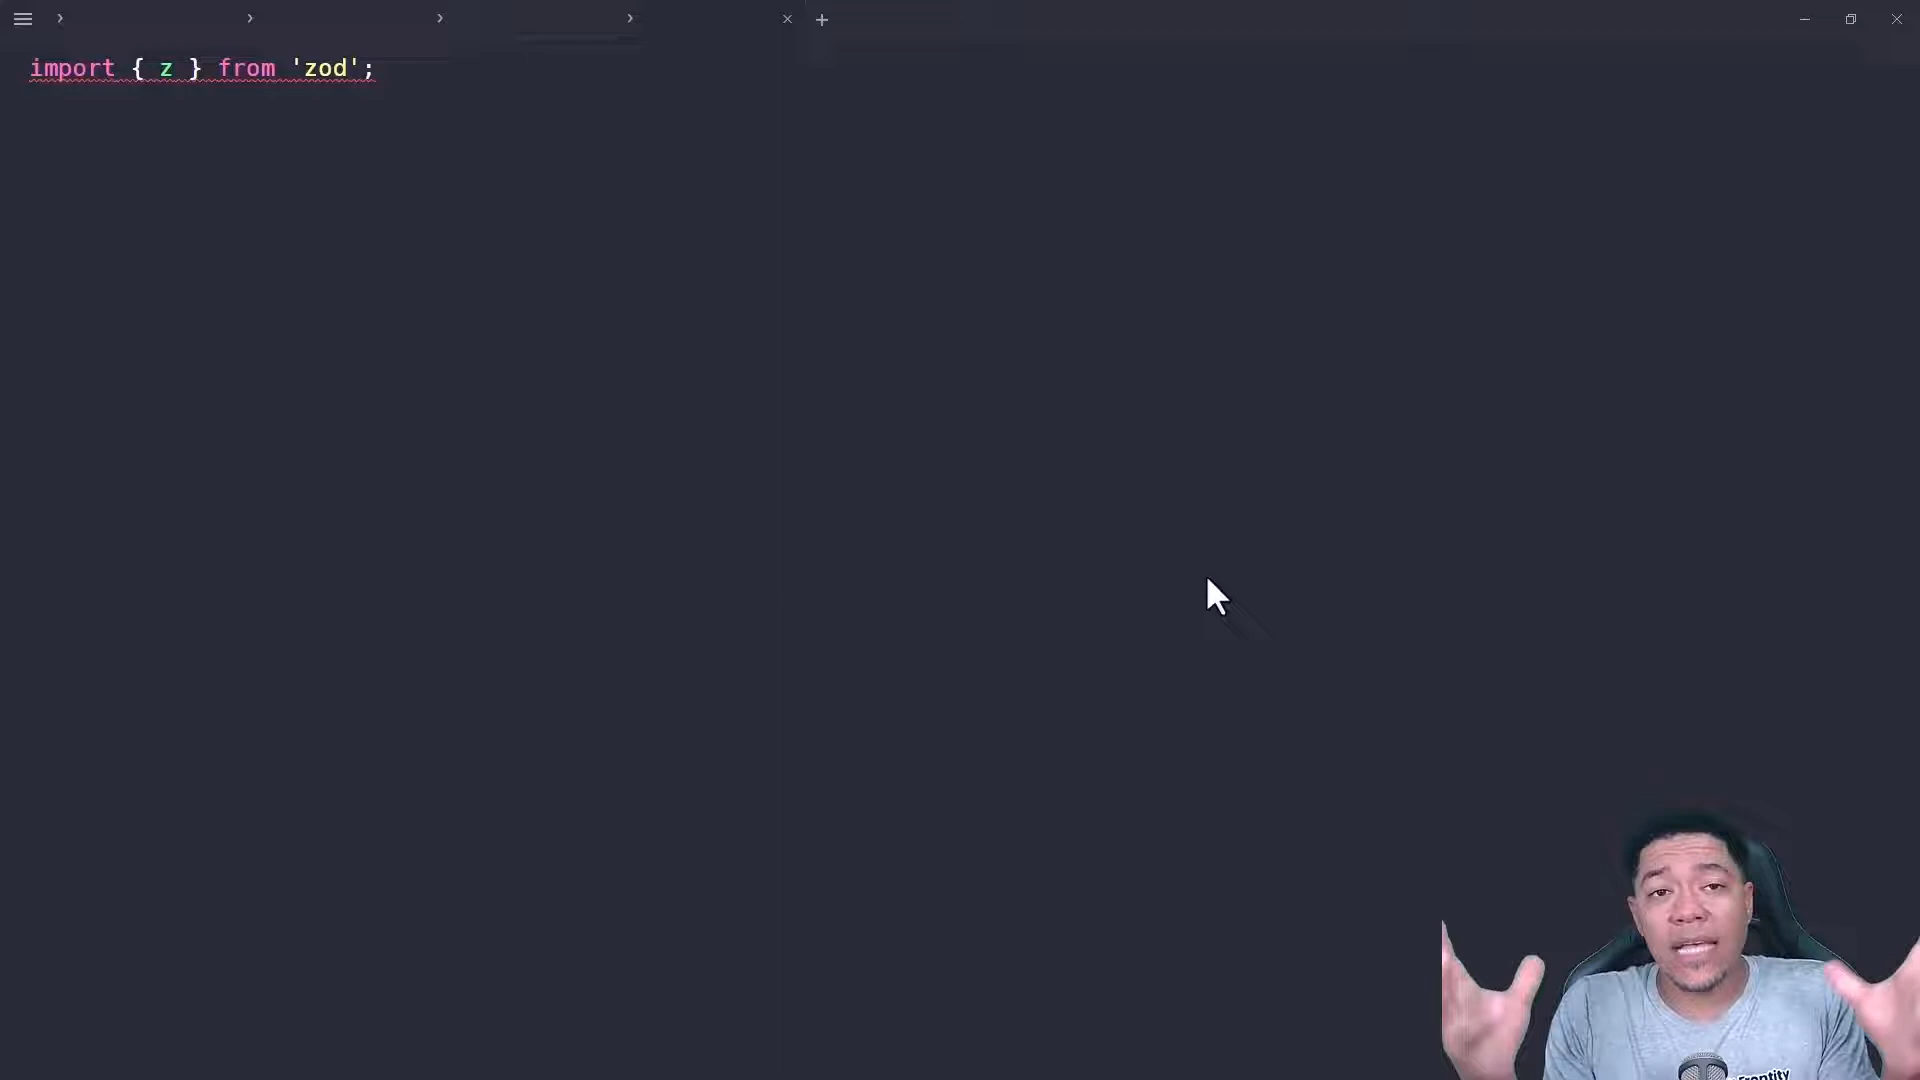 import { z } from 'zod';